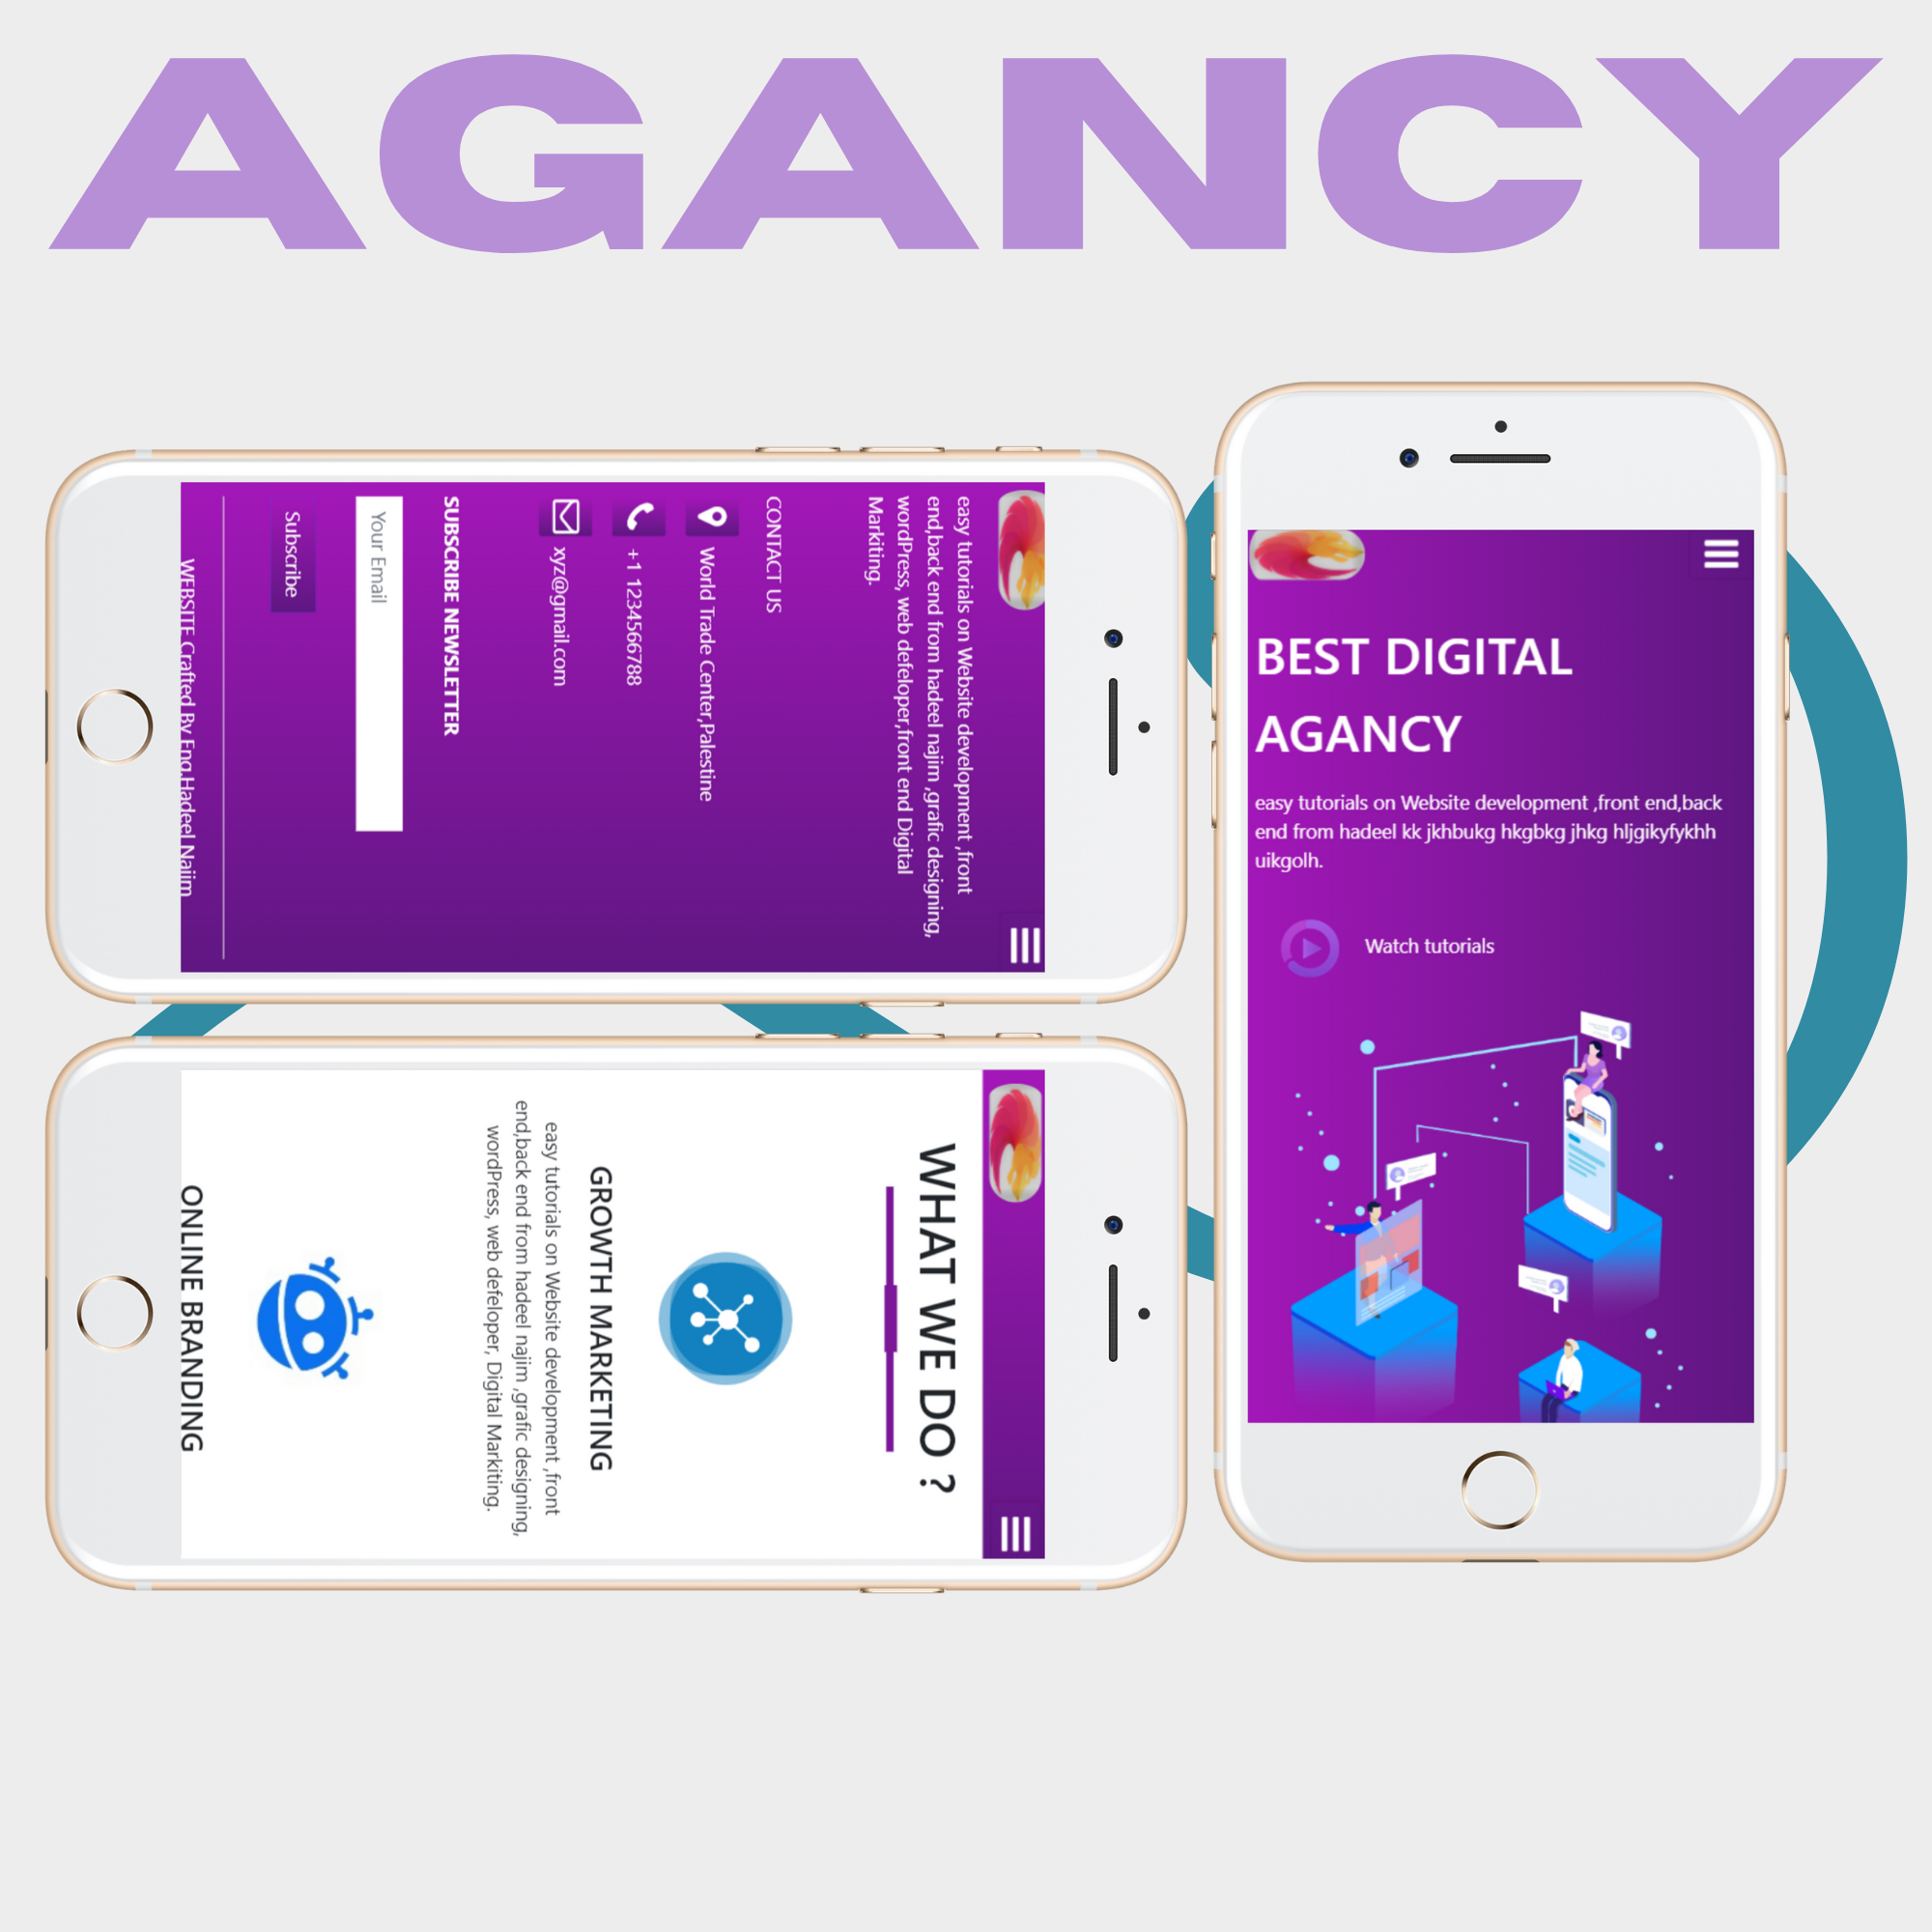 AGANCY
easy tutorials on Website development ,front
end,back end from hadeel najim ,grafic designing,
wordPress, web defeloper,front end Digital
Markiting.
CONTACT US
World Trade Center,Palestine
+1 1234566788
xyz@gmail.com
SUBSCRIBE NEWSLETTER
Your Email
Subscribe
WEBSITE Crafted By Eng.Hadeel Najim
WHAT WE DO ?
GROWTH MARKETING
easy tutorials on Website development ,front
end,back end from hadeel najim ,grafic designing,
wordPress, web defeloper, Digital Markiting.
ONLINE BRANDING
BEST DIGITAL
AGANCY
easy tutorials on Website development ,front end,back
end from hadeel kk jkhbukg hkgbkg jhkg hljgikyfykhh
uikgolh.
Watch tutorials